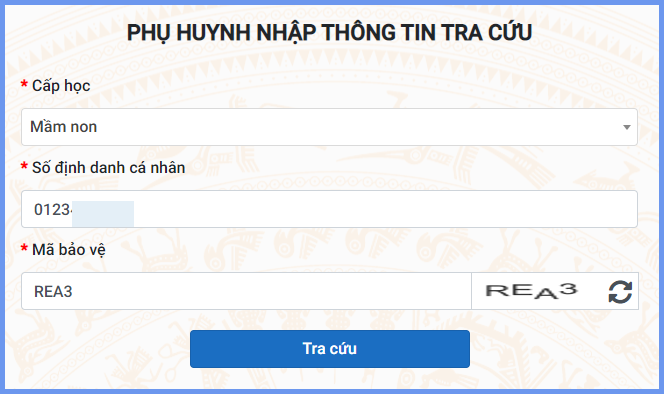 PHỤ HUYNH NHẬP THÔNG TIN TRA CỨU
* Cấp học
Mầm non
* Số định danh cá nhân
0123
* Mã bảo vệ
REA3 REA3
Tra cứu